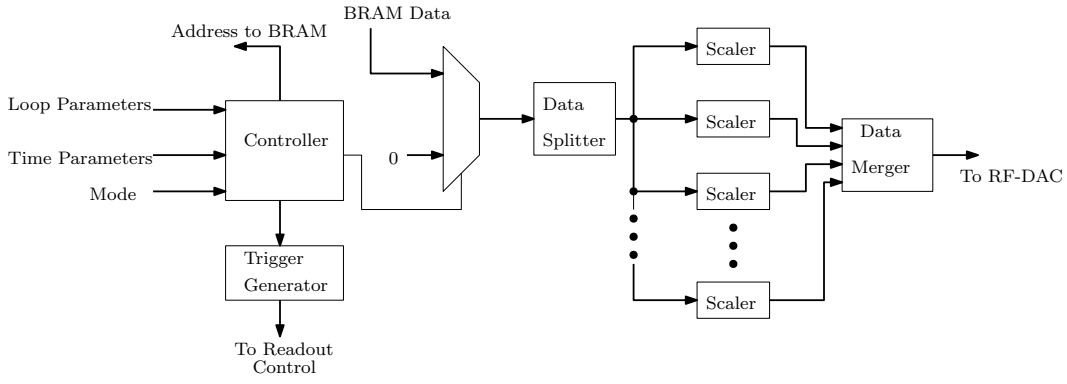 BRAM Data
Address to BRAM
Loop Parameters
Time Parameters
Mode
Controller
0
Data
Splitter
Scaler
Scaler
Scaler
Scaler
Data
Merger
To RF-DAC
Trigger
Generator
To Readout
Control